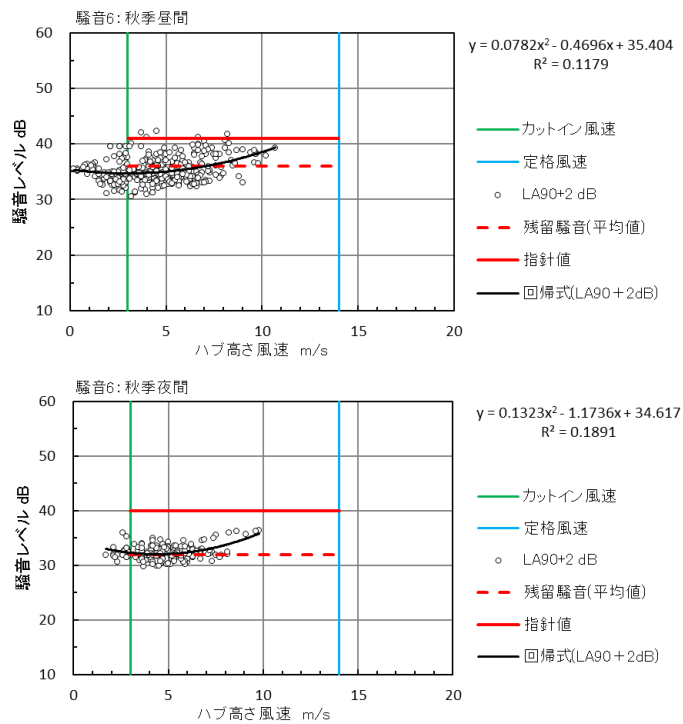 騒音6：秋季昼間
y = 0.0782x² - 0.4696x + 35.404
R² = 0.1179
騒音レベル dB
60
50
40
30
20
10
0 5 10 15 20
ハブ高さ風速 m/s
カットイン風速
定格風速
LA90+2 dB
残留騒音(平均値)
指針値
回帰式(LA90＋2dB)
騒音6：秋季夜間
y = 0.1323x² - 1.1736x + 34.617
R² = 0.1891
騒音レベル dB
60
50
40
30
20
10
0 5 10 15 20
ハブ高さ風速 m/s
カットイン風速
定格風速
LA90+2 dB
残留騒音(平均値)
指針値
回帰式(LA90＋2dB)